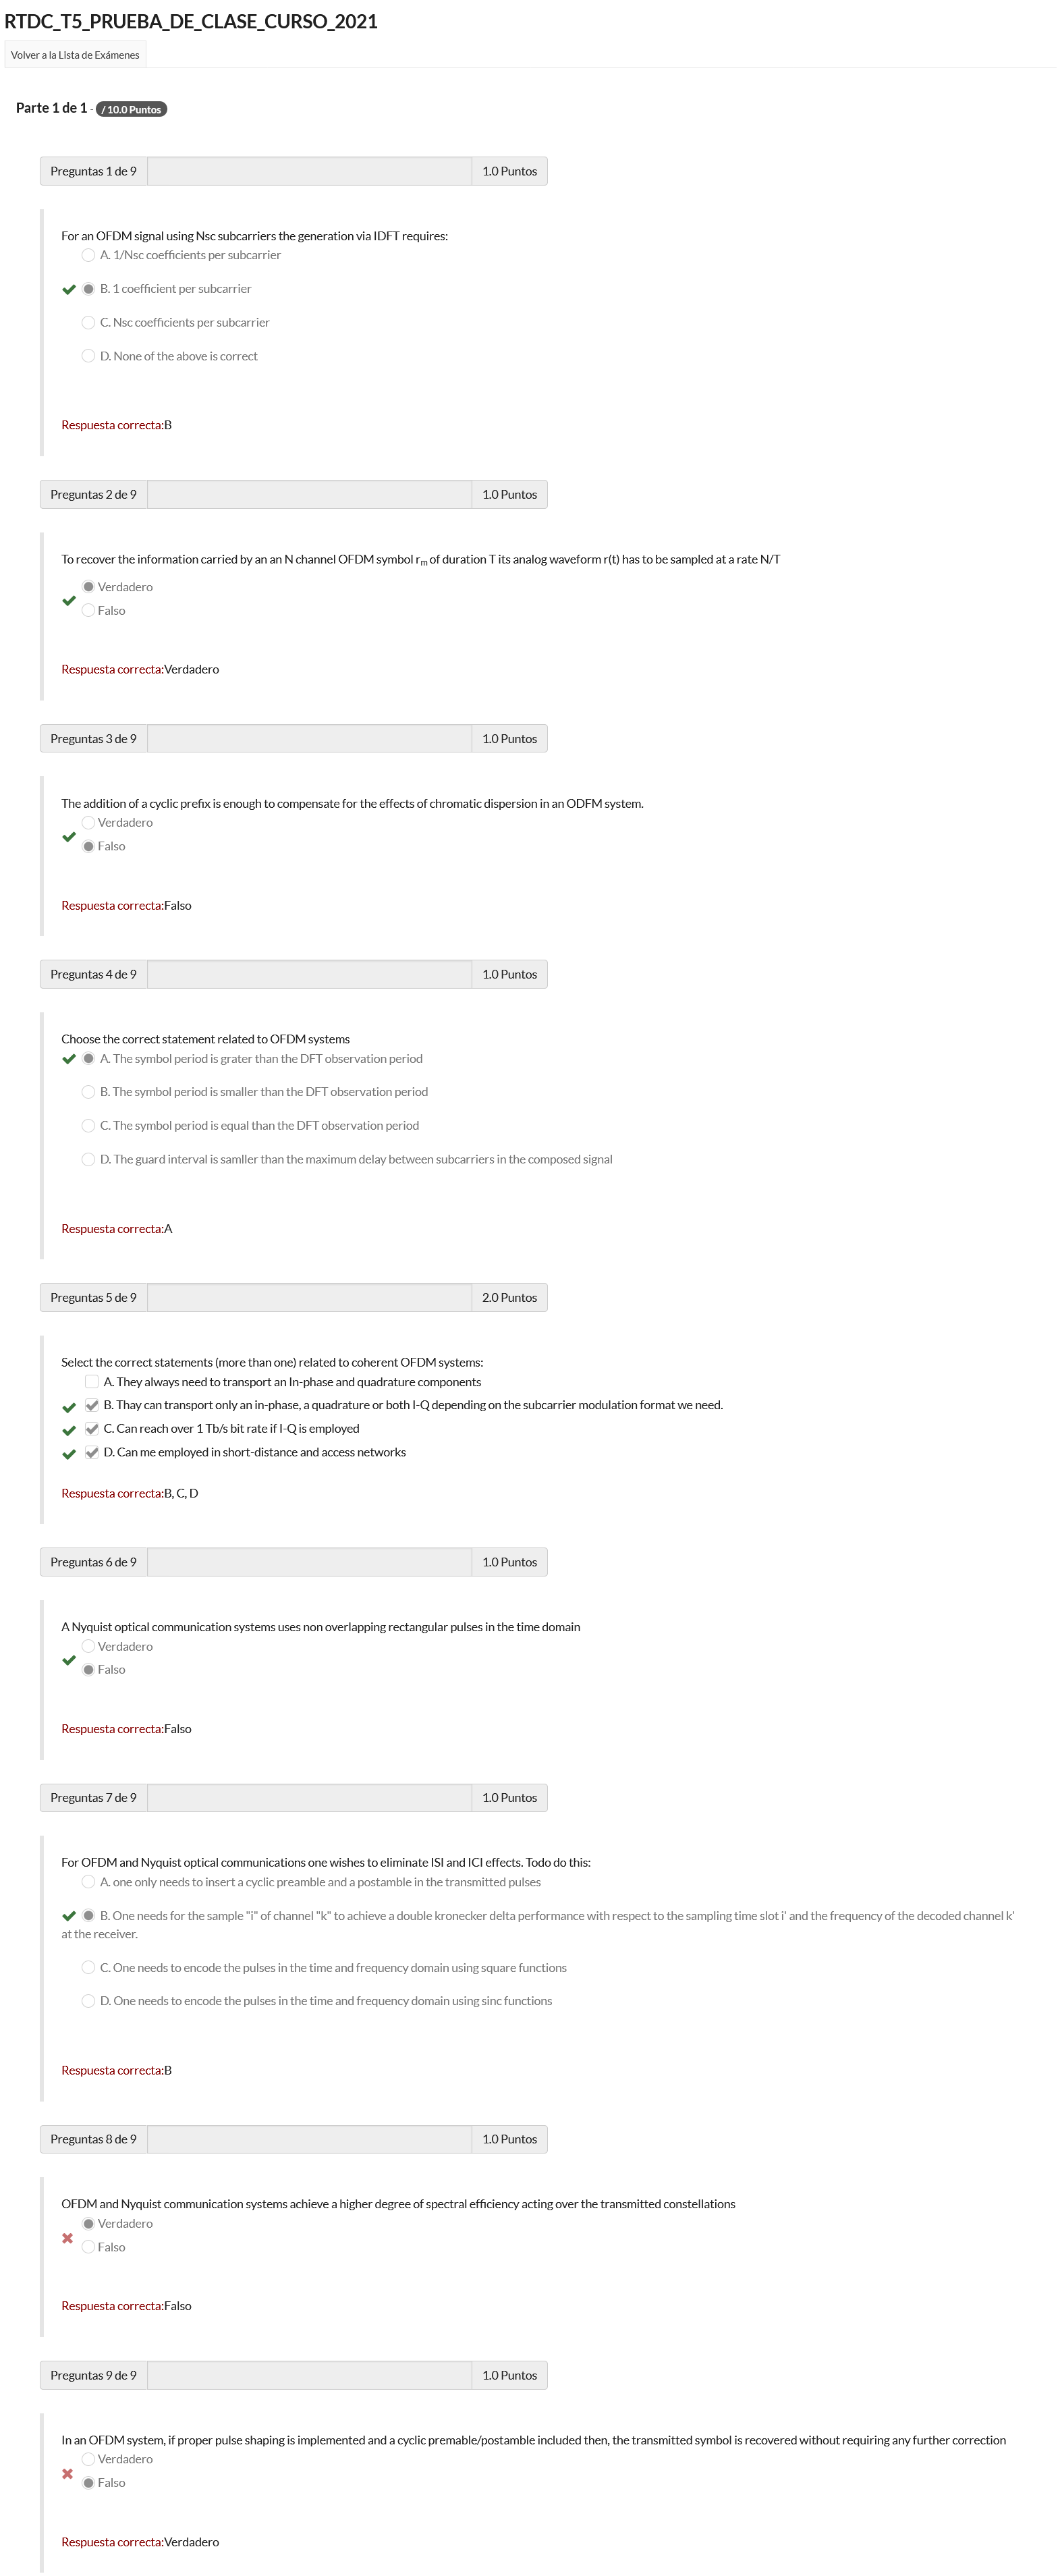 RTDC_T5_PRUEBA_DE_CLASE_CURSO_2021
Volver a la Lista de Exámenes
Parte 1 de 1 - / 10.0 Puntos
Preguntas 1 de 9 1.0 Puntos
For an OFDM signal using Nsc subcarriers the generation via IDFT requires:
A. 1/Nsc coefficients per subcarrier
B. 1 coefficient per subcarrier
C. Nsc coefficients per subcarrier
D. None of the above is correct
Respuesta correcta:B
Preguntas 2 de 9 1.0 Puntos
To recover the information carried by an an N channel OFDM symbol rm of duration T its analog waveform r(t) has to be sampled at a rate N/T
Verdadero
Falso
Respuesta correcta:Verdadero
Preguntas 3 de 9 1.0 Puntos
The addition of a cyclic prefix is enough to compensate for the effects of chromatic dispersion in an ODFM system.
Verdadero
Falso
Respuesta correcta:Falso
Preguntas 4 de 9 1.0 Puntos
Choose the correct statement related to OFDM systems
A. The symbol period is grater than the DFT observation period
B. The symbol period is smaller than the DFT observation period
C. The symbol period is equal than the DFT observation period
D. The guard interval is samller than the maximum delay between subcarriers in the composed signal
Respuesta correcta:A
Preguntas 5 de 9 2.0 Puntos
Select the correct statements (more than one) related to coherent OFDM systems:
A. They always need to transport an In-phase and quadrature components
B. Thay can transport only an in-phase, a quadrature or both I-Q depending on the subcarrier modulation format we need.
C. Can reach over 1 Tb/s bit rate if I-Q is employed
D. Can me employed in short-distance and access networks
Respuesta correcta:B, C, D
Preguntas 6 de 9 1.0 Puntos
A Nyquist optical communication systems uses non overlapping rectangular pulses in the time domain
Verdadero
Falso
Respuesta correcta:Falso
Preguntas 7 de 9 1.0 Puntos
For OFDM and Nyquist optical communications one wishes to eliminate ISI and ICI effects. Todo do this:
A. one only needs to insert a cyclic preamble and a postamble in the transmitted pulses
B. One needs for the sample "i" of channel "k" to achieve a double kronecker delta performance with respect to the sampling time slot i' and the frequency of the decoded channel k'
at the receiver.
C. One needs to encode the pulses in the time and frequency domain using square functions
D. One needs to encode the pulses in the time and frequency domain using sinc functions
Respuesta correcta:B
Preguntas 8 de 9 1.0 Puntos
OFDM and Nyquist communication systems achieve a higher degree of spectral efficiency acting over the transmitted constellations
Verdadero
Falso
Respuesta correcta:Falso
Preguntas 9 de 9 1.0 Puntos
In an OFDM system, if proper pulse shaping is implemented and a cyclic premable/postamble included then, the transmitted symbol is recovered without requiring any further correction
Verdadero
Falso
Respuesta correcta:Verdadero